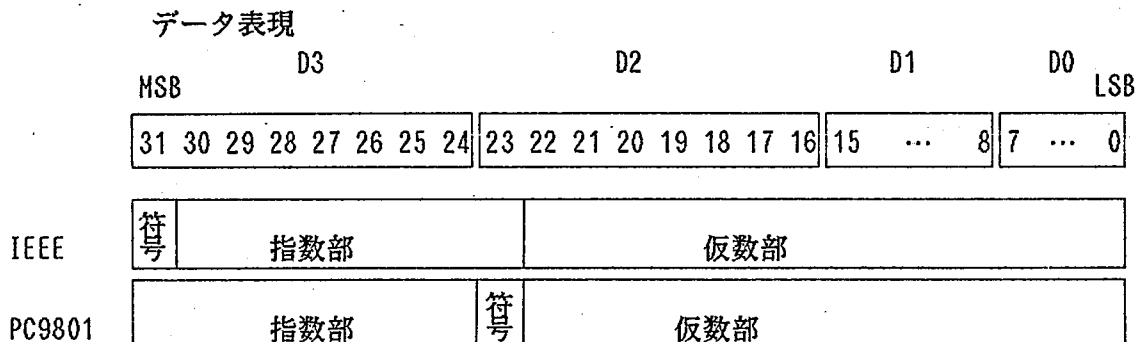 データ表現
D3 D2 D1 D0
MSB LSB
31 30 29 28 27 26 25 24 23 22 21 20 19 18 17 16 15 … 8 7 … 0
IEEE 符号 指数部 仮数部
PC9801 指数部 符号 仮数部